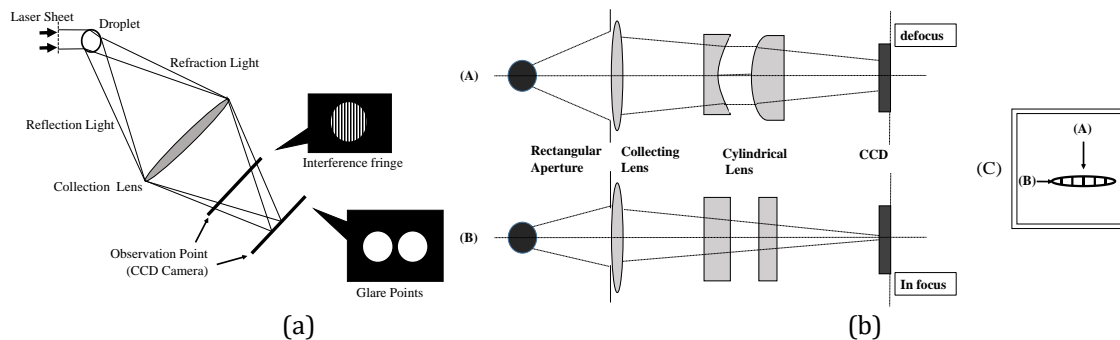 Laser Sheet
Droplet
Refraction Light
Reflection Light
Interference fringe
Collection Lens
Observation Point
(CCD Camera)
Glare Points
(a)
defocus
(A)
Rectangular
Aperture
Collecting
Lens
Cylindrical
Lens
CCD
(B)
In focus
(b)
(A)
(B)
(C)